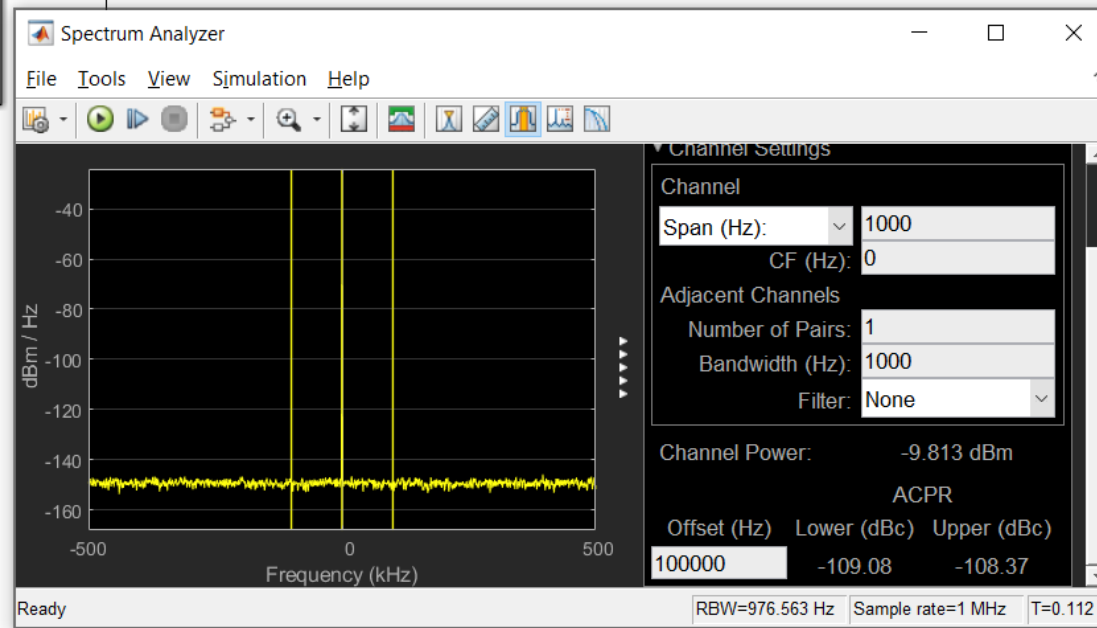 Spectrum Analyzer
File Tools View Simulation Help
Channel Settings
Channel
Span (Hz): 1000
CF (Hz): 0
Adjacent Channels
Number of Pairs: 1
Bandwidth (Hz): 1000
Filter: None
Channel Power: -9.813 dBm
ACPR
Offset (Hz) Lower (dBc) Upper (dBc)
100000 -109.08 -108.37
dBm / Hz
-40
-60
-80
-100
-120
-140
-160
-500 0 500
Frequency (kHz)
Ready RBW=976.563 Hz Sample rate=1 MHz T=0.112